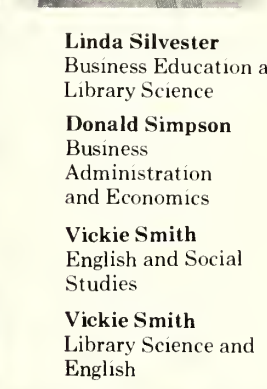 Linda Silvester
Business Education a
Library Science
Donald Simpson
Business
Administration
and Economics
Vickie Smith
English and Social
Studies
Vickie Smith
Library Science and
English